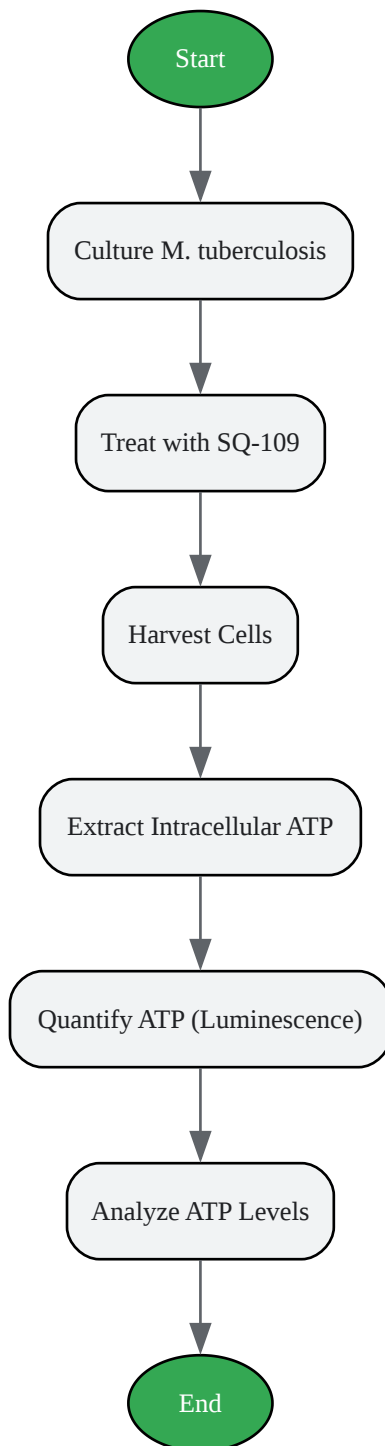 Start
Culture M. tuberculosis
Treat with SQ-109
Harvest Cells
Extract Intracellular ATP
Quantify ATP (Luminescence)
Analyze ATP Levels
End